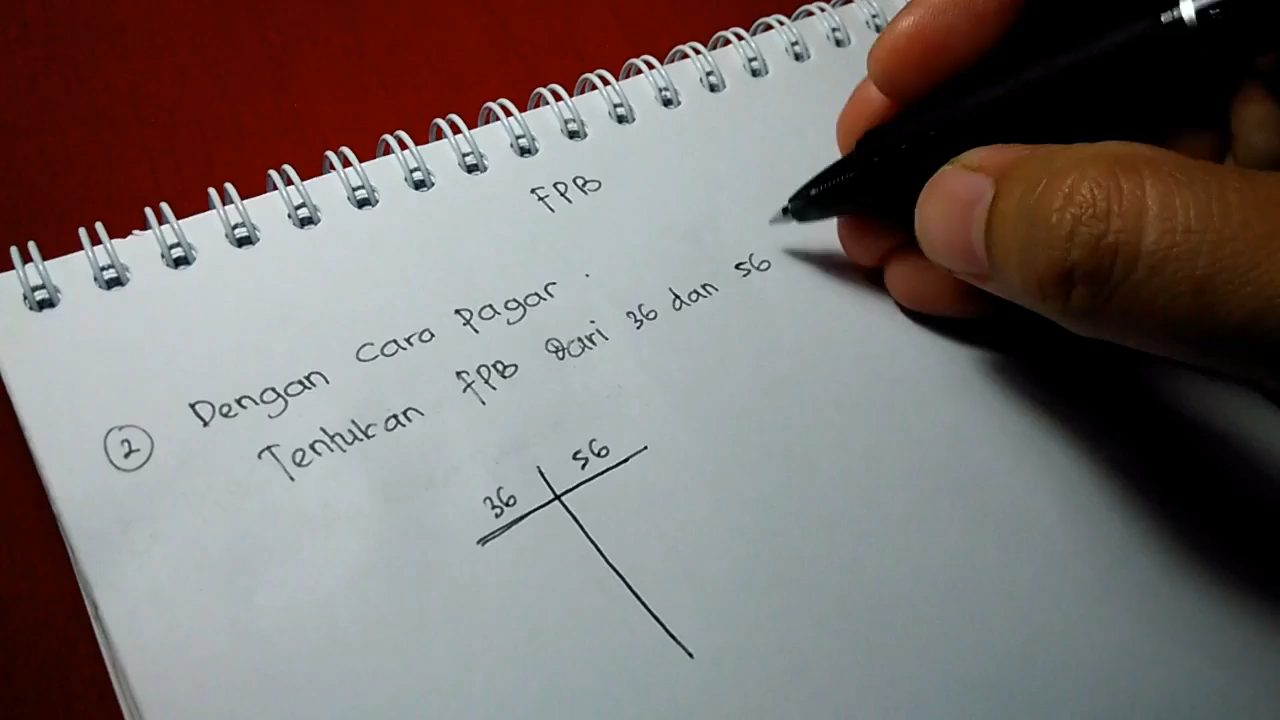 FPB
② Dengan cara Pagar.
Tentukan FPB dari 36 dan 56
36 56